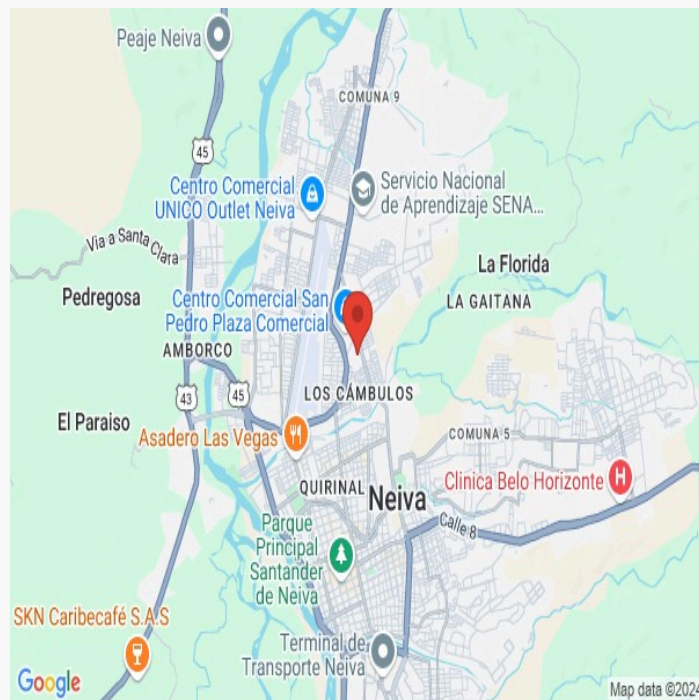 Peaje Neiva
COMUNA 9
45
Centro Comercial
UNICO Outlet Neiva
Servicio Nacional
de Aprendizaje SENA...
Via a Santa Clara
La Florida
Pedregosa
Centro Comercial San
Pedro Plaza Comercial
LA GAITANA
AMBORCO
43
45
LOS CÁMBULOS
El Paraiso
Asadero Las Vegas
COMUNA 5
QUIRINAL
Neiva
Clinica Belo Horizonte
H
Calle 8
Parque
Principal
Santander
de Neiva
SKN Caribecafé S.A.S
Terminal de
Transporte Neiva
Google
Map data ©2024